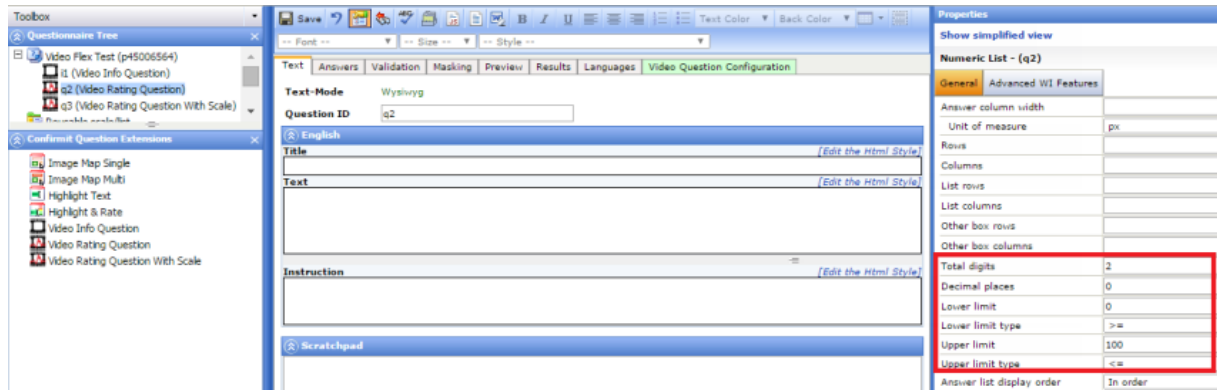 Toolbox
Questionnaire Tree
Video Flex Test (p45006564)
i1 (Video Info Question)
q2 (Video Rating Question)
q3 (Video Rating Question With Scale)
Confirmit Question Extensions
Image Map Single
Image Map Multi
Highlight Text
Highlight & Rate
Video Info Question
Video Rating Question
Video Rating Question With Scale
Save B I U Text Color Back Color
-- Font -- -- Size -- -- Style --
Text Answers Validation Masking Preview Results Languages Video Question Configuration
Text-Mode Wysiwyg
Question ID q2
English
Title [Edit the Html Style]
Text [Edit the Html Style]
Instruction [Edit the Html Style]
Scratchpad
Properties
Show simplified view
Numeric List - (q2)
General Advanced WI Features
Answer column width
Unit of measure px
Rows
Columns
List rows
List columns
Other box rows
Other box columns
Total digits 2
Decimal places 0
Lower limit 0
Lower limit type >=
Upper limit 100
Upper limit type <=
Answer list display order In order